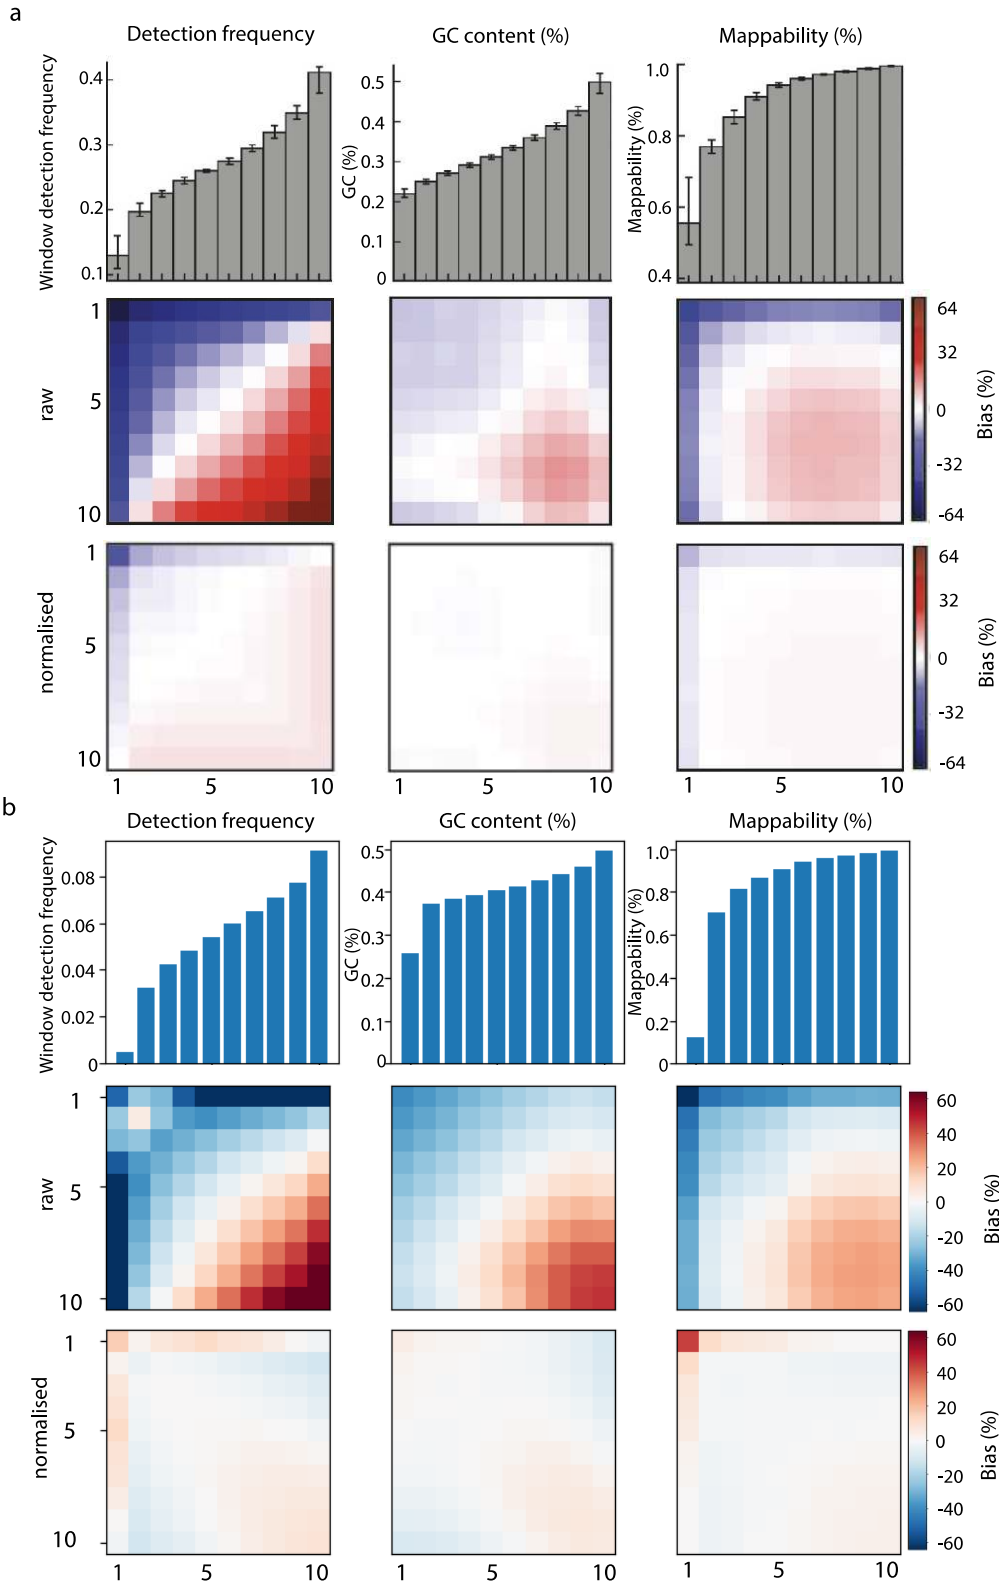 a
Detection frequency
GC content (%)
Mappability (%)
Window detection frequency
0.4
0.3
0.2
0.1
GC (%)
0.5
0.4
0.3
0.2
0.1
0
Mappability (%)
1.0
0.8
0.6
0.4
raw
1
5
10
64
32
0
-32
-64
Bias (%)
normalised
1
5
10
64
32
0
-32
-64
Bias (%)
1 5 10
1 5 10
1 5 10
b
Detection frequency
GC content (%)
Mappability (%)
Window detection frequency
0.08
0.06
0.04
0.02
0
GC (%)
0.5
0.4
0.3
0.2
0.1
0
Mappability (%)
1.0
0.8
0.6
0.4
0.2
0
raw
1
5
10
60
40
20
0
-20
-40
-60
Bias (%)
normalised
1
5
10
60
40
20
0
-20
-40
-60
Bias (%)
1 5 10
1 5 10
1 5 10